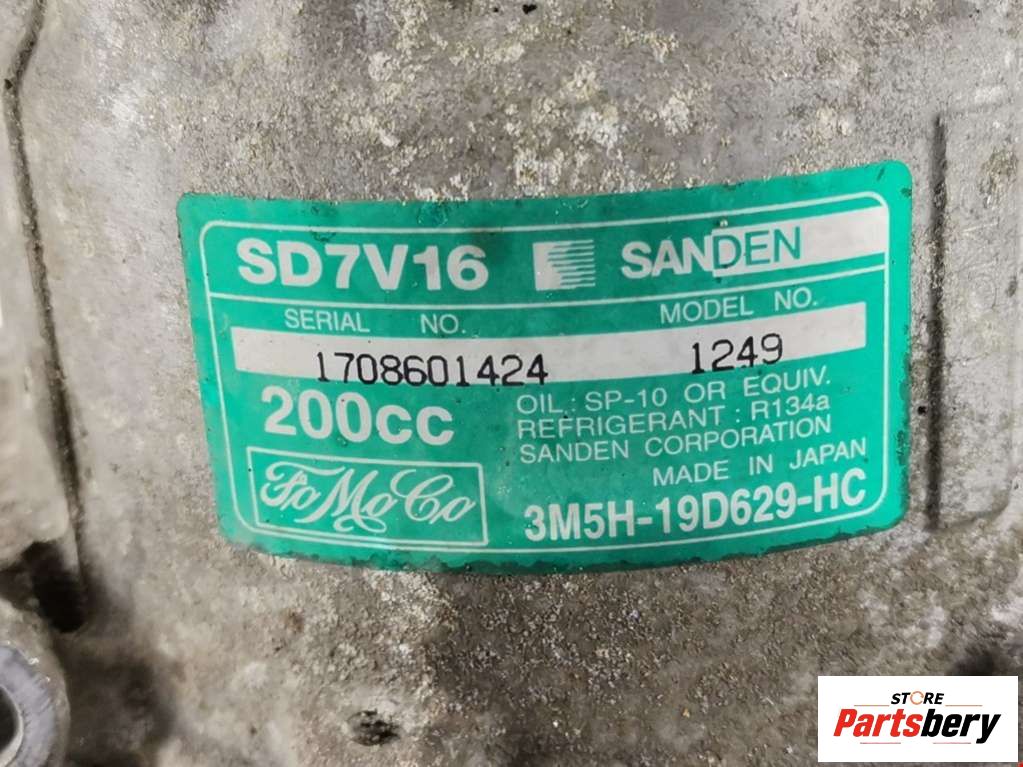 SD7V16 SANDEN
SERIAL NO. MODEL NO.
1708601424 1249
200cc
OIL : SP-10 OR EQUIV.
REFRIGERANT : R134a
SANDEN CORPORATION
MADE IN JAPAN
FoMoCo
3M5H-19D629-HC
STORE
Partsbery